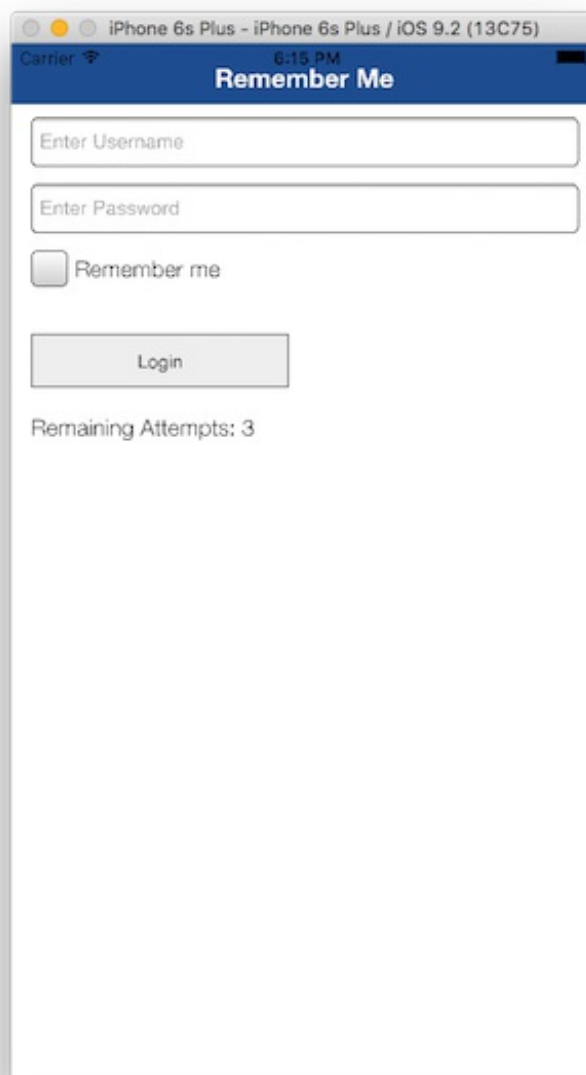 iPhone 6s Plus - iPhone 6s Plus / iOS 9.2 (13C75)
Carrier 6:15 PM
Remember Me
Enter Username
Enter Password
Remember me
Login
Remaining Attempts: 3